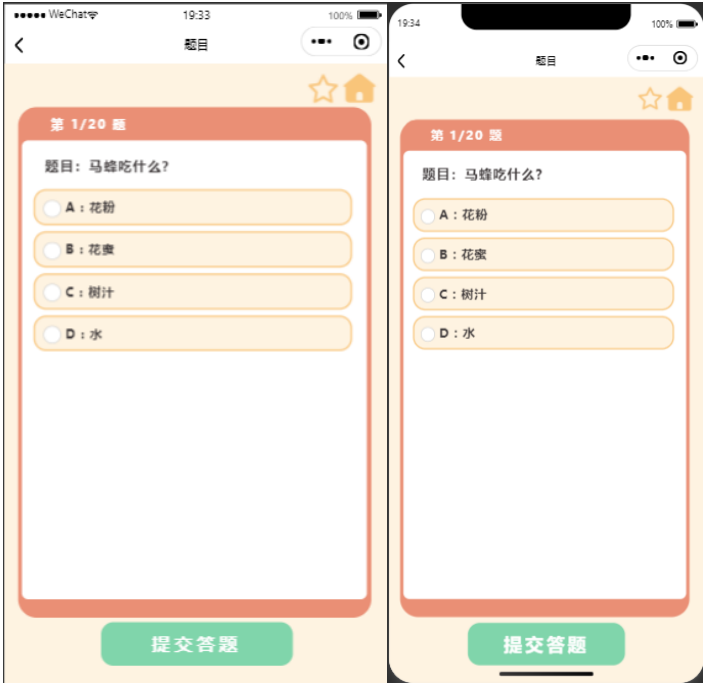 WeChat 19:33 100%
题目
第 1/20 题
题目：马蜂吃什么?
A：花粉
B：花蜜
C：树汁
D：水
提交答题
19:34 100%
题目
第 1/20 题
题目：马蜂吃什么?
A：花粉
B：花蜜
C：树汁
D：水
提交答题